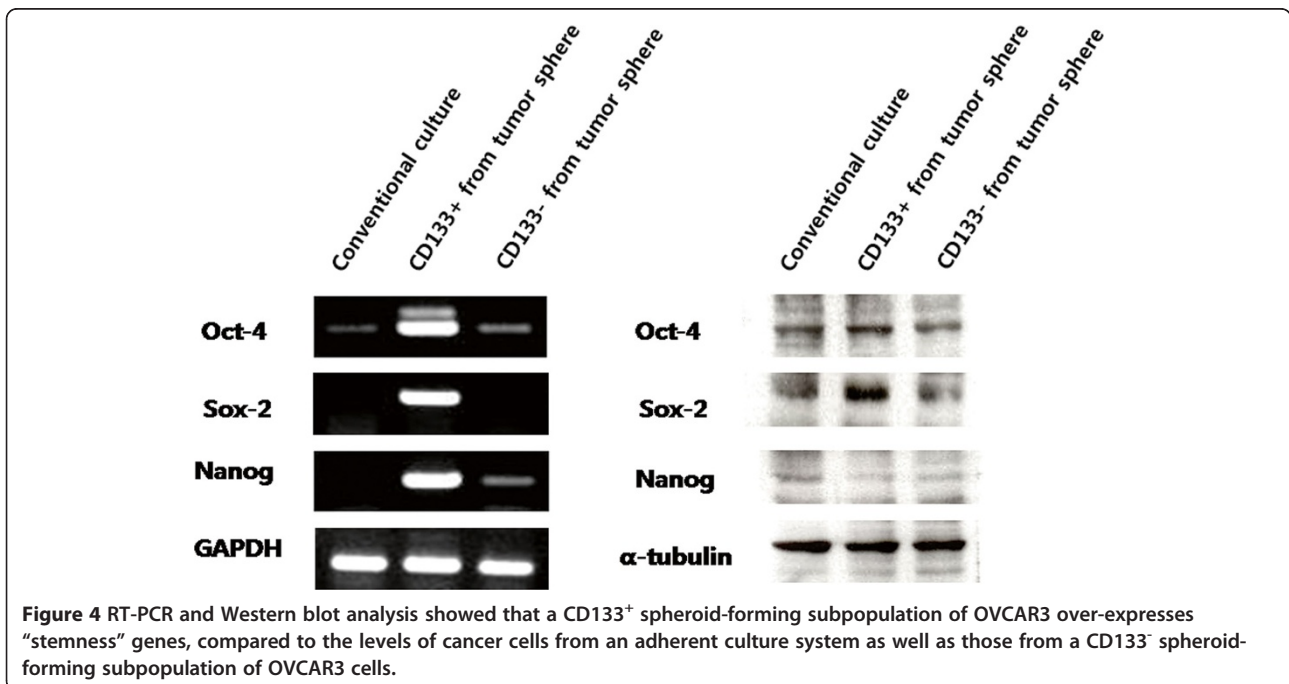 Conventional culture
CD133+ from tumor sphere
CD133- from tumor sphere
Conventional culture
CD133+ from tumor sphere
CD133- from tumor sphere
Oct-4
Sox-2
Nanog
GAPDH
Oct-4
Sox-2
Nanog
α-tubulin
Figure 4 RT-PCR and Western blot analysis showed that a CD133⁺ spheroid-forming subpopulation of OVCAR3 over-expresses
“stemness” genes, compared to the levels of cancer cells from an adherent culture system as well as those from a CD133⁻ spheroid-
forming subpopulation of OVCAR3 cells.